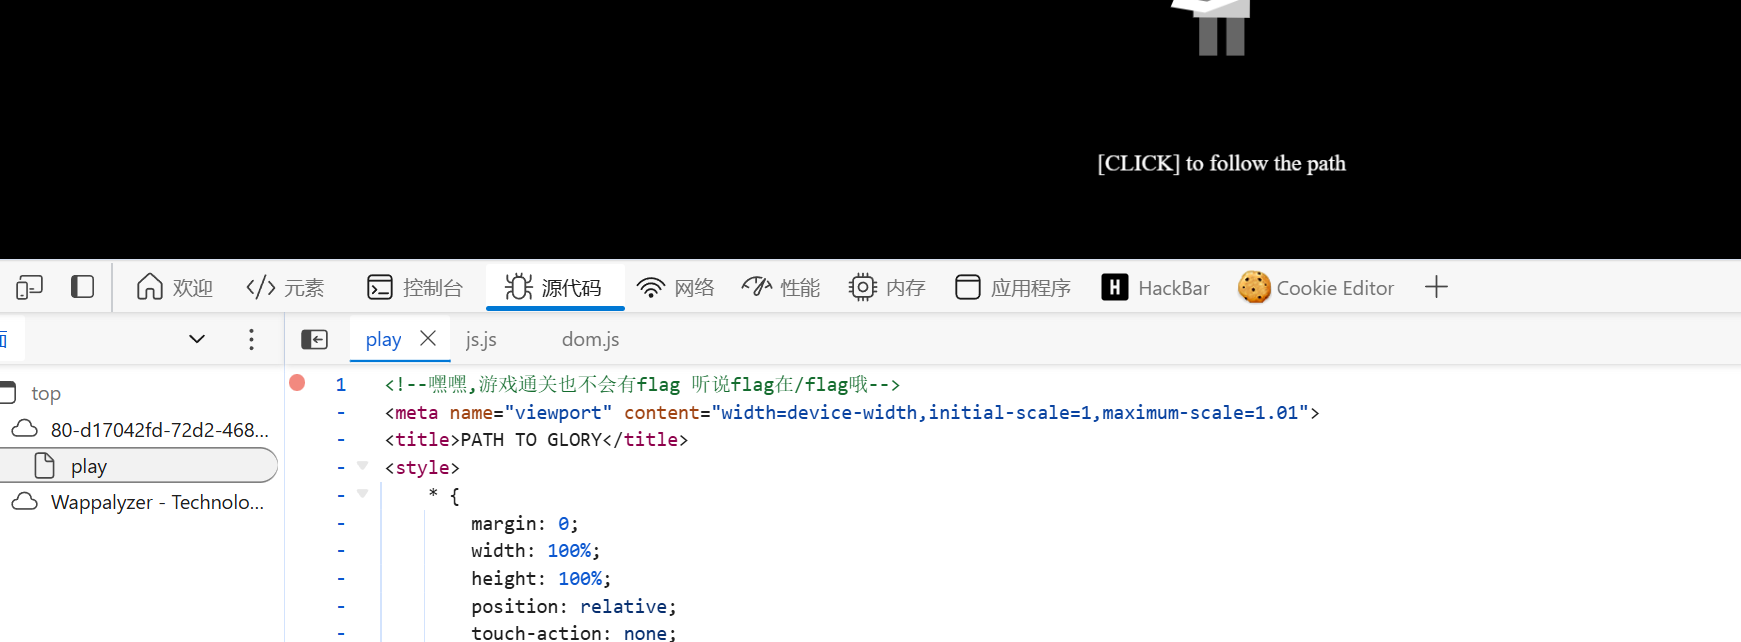 [CLICK] to follow the path
欢迎 元素 控制台 源代码 网络 性能 内存 应用程序 HackBar Cookie Editor
play js.js dom.js
top
80-d17042fd-72d2-468...
play
Wappalyzer - Technolo...
1 <!--嘿嘿,游戏通关也不会有flag 听说flag在/flag哦-->
- <meta name="viewport" content="width=device-width,initial-scale=1,maximum-scale=1.01">
- <title>PATH TO GLORY</title>
- <style>
- * {
- margin: 0;
- width: 100%;
- height: 100%;
- position: relative;
- touch-action: none;